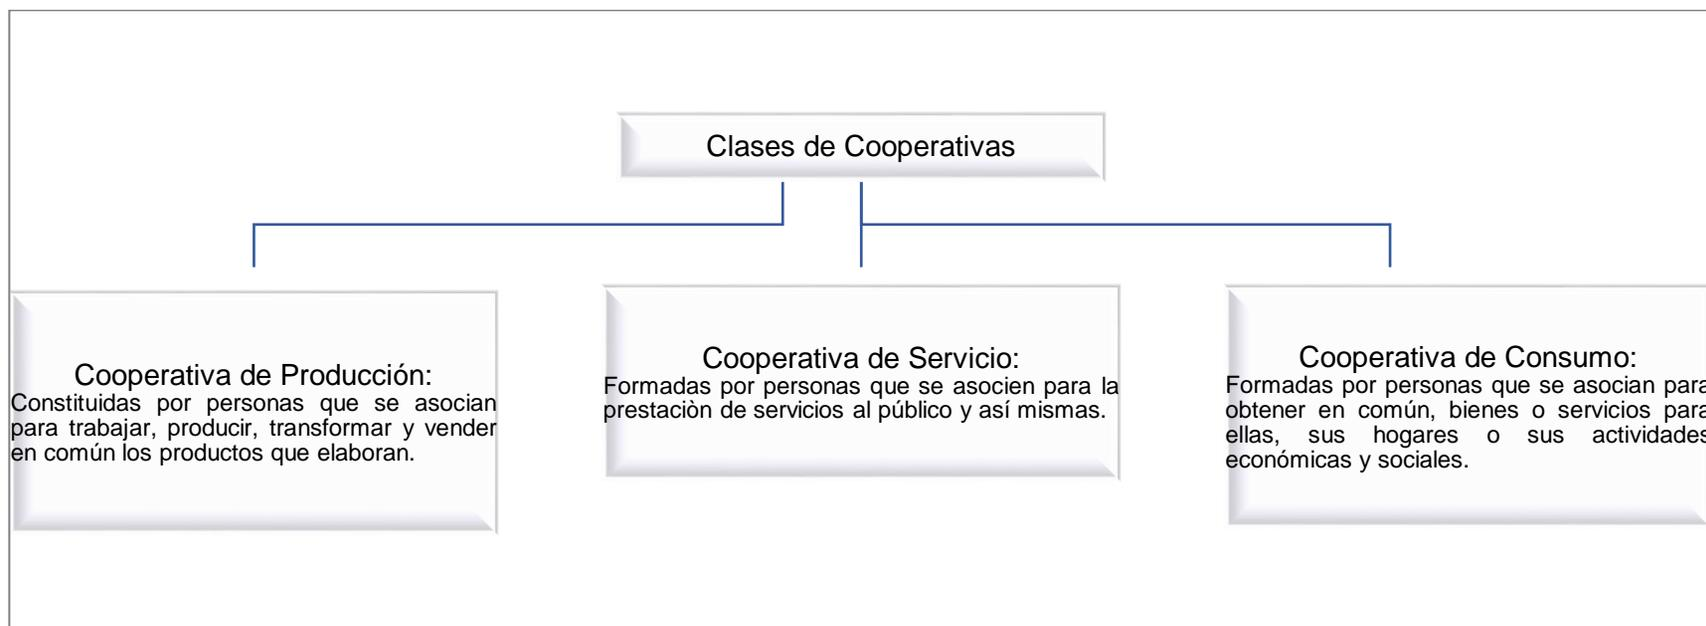 Clases de Cooperativas
Cooperativa de Producción:
Constituidas por personas que se asocian
para trabajar, producir, transformar y vender
en común los productos que elaboran.
Cooperativa de Servicio:
Formadas por personas que se asocien para la
prestaciòn de servicios al público y así mismas.
Cooperativa de Consumo:
Formadas por personas que se asocian para
obtener en común, bienes o servicios para
ellas, sus hogares o sus actividades
económicas y sociales.